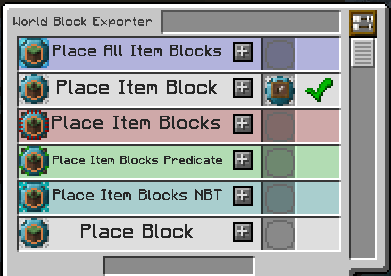 World Block Exporter
Place All Item Blocks
Place Item Block
Place Item Blocks
Place Item Blocks Predicate
Place Item Blocks NBT
Place Block